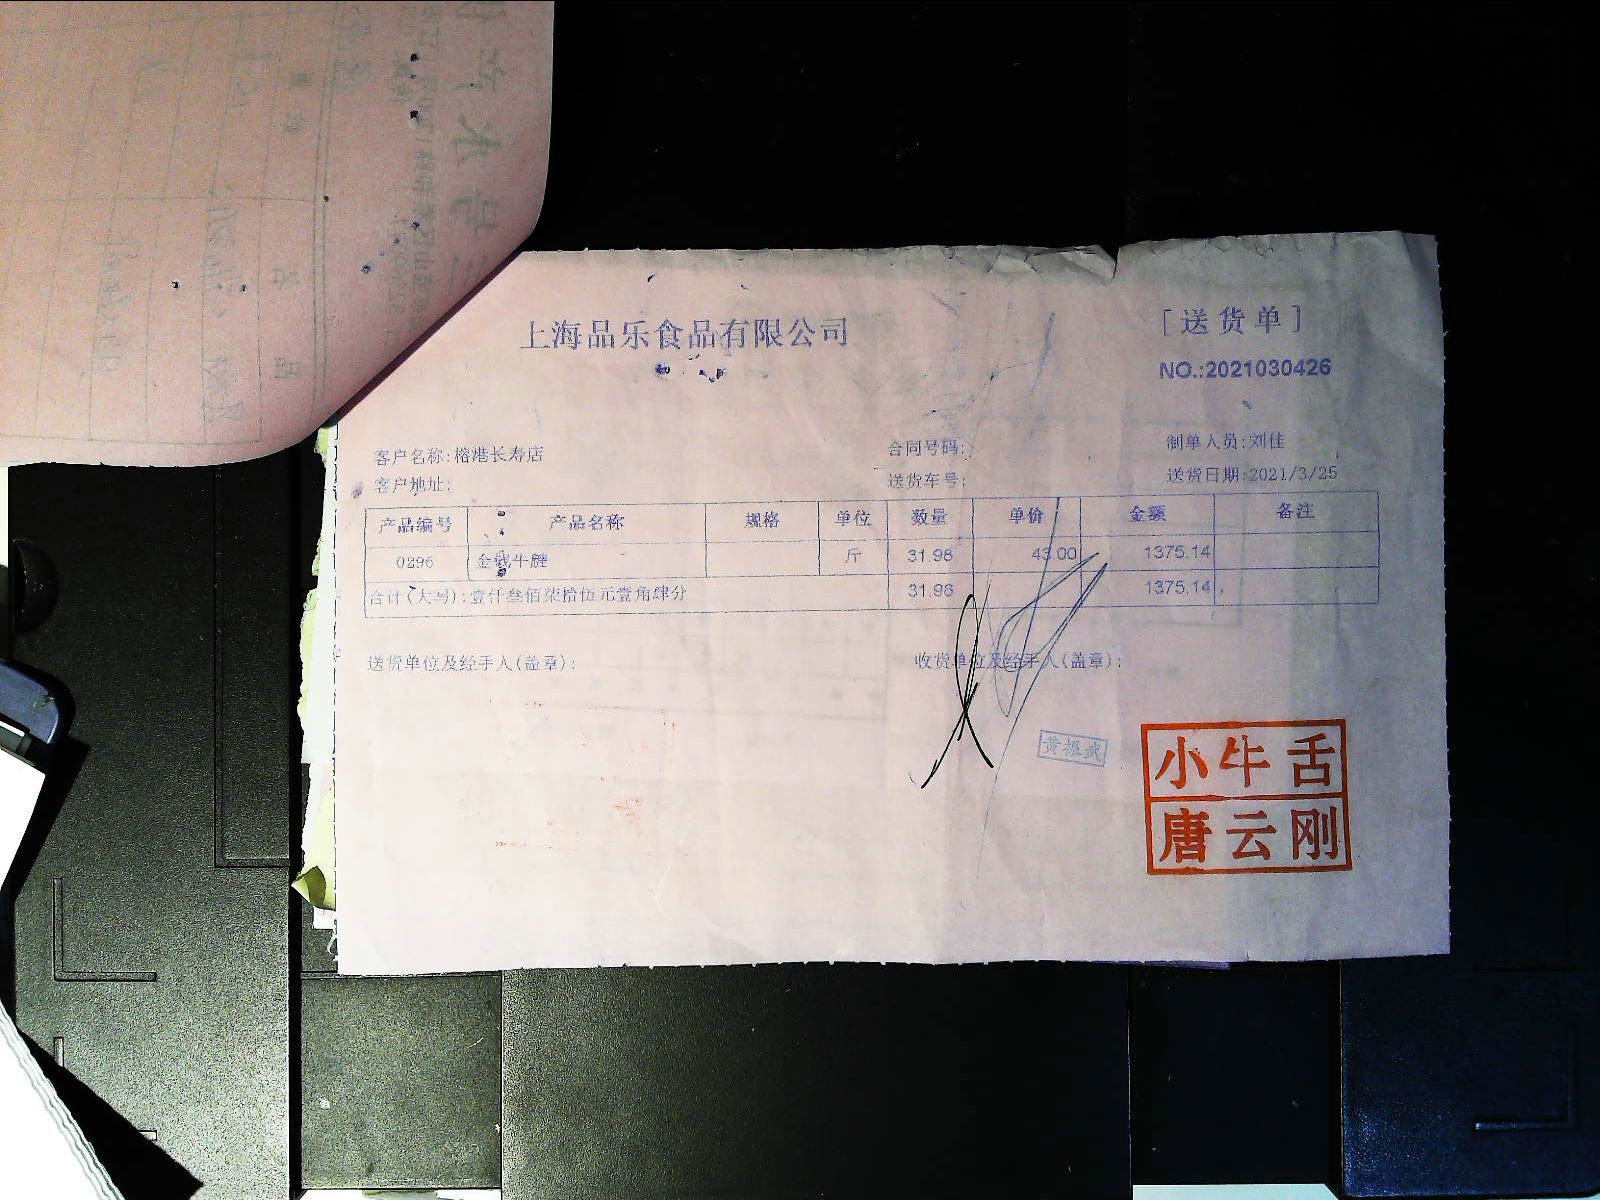 上海品乐食品有限公司
[送货单]
NO.:2021030426
客户名称:榕港长寿店 合同号码: 制单人员:刘佳
客户地址: 送货车号: 送货日期:2021/3/25
产品编号 产品名称 规格 单位 数量 单价 金额 备注
0296 金钱牛腱 斤 31.98 43.00 1375.14
合计(大写):壹仟叁佰柒拾伍元壹角肆分 31.98 1375.14
送货单位及经手人(盖章): 收货单位及经手人(盖章):
黄振武
小牛舌
唐云刚